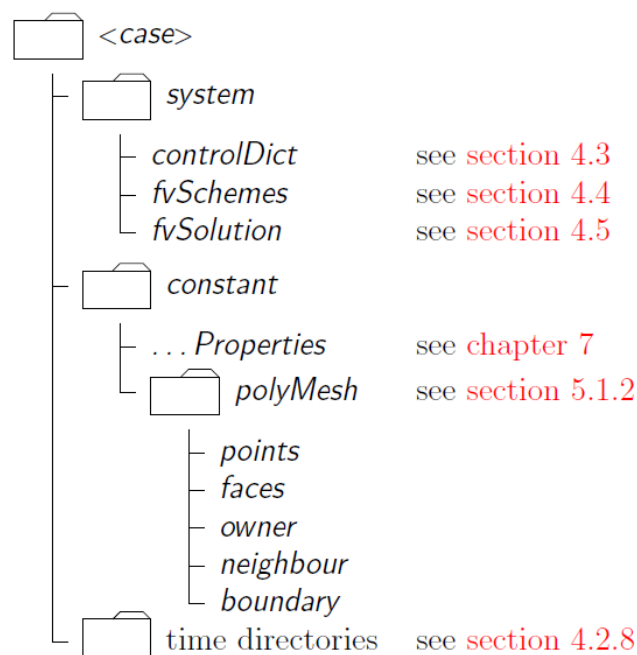 <case>
system
controlDict see section 4.3
fvSchemes see section 4.4
fvSolution see section 4.5
constant
...Properties see chapter 7
polyMesh see section 5.1.2
points
faces
owner
neighbour
boundary
time directories see section 4.2.8